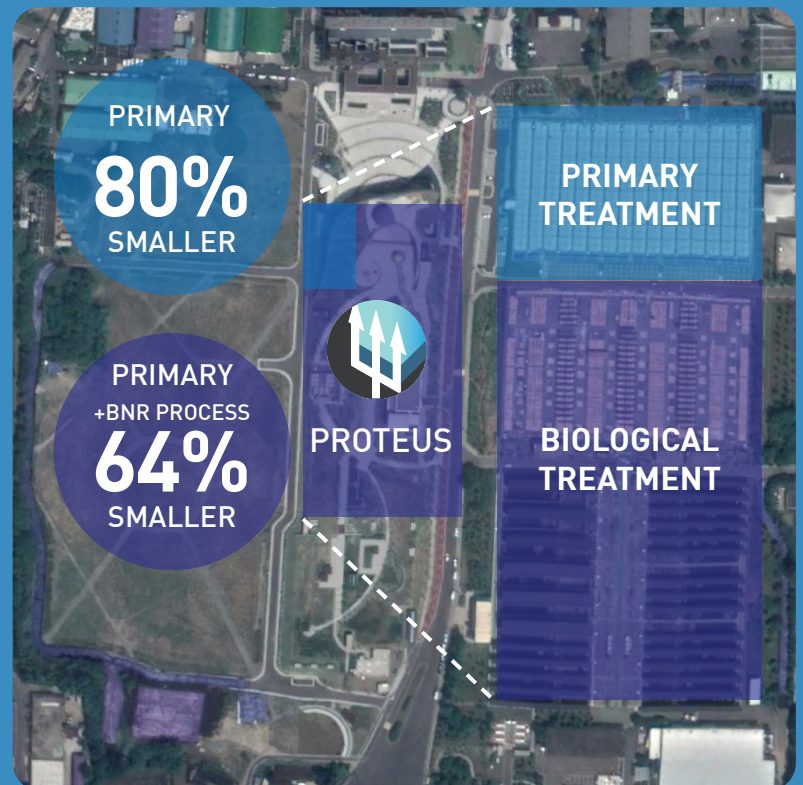 PRIMARY
80%
SMALLER
PRIMARY
+BNR PROCESS
64%
SMALLER
PROTEUS
PRIMARY
TREATMENT
BIOLOGICAL
TREATMENT